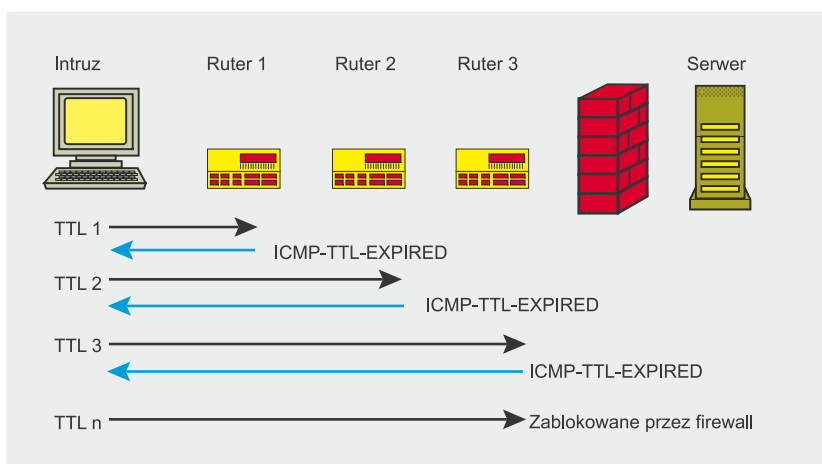 Intruz Ruter 1 Ruter 2 Ruter 3 Serwer
TTL 1
ICMP-TTL-EXPIRED
TTL 2
ICMP-TTL-EXPIRED
TTL 3
ICMP-TTL-EXPIRED
TTL n Zablokowane przez firewall